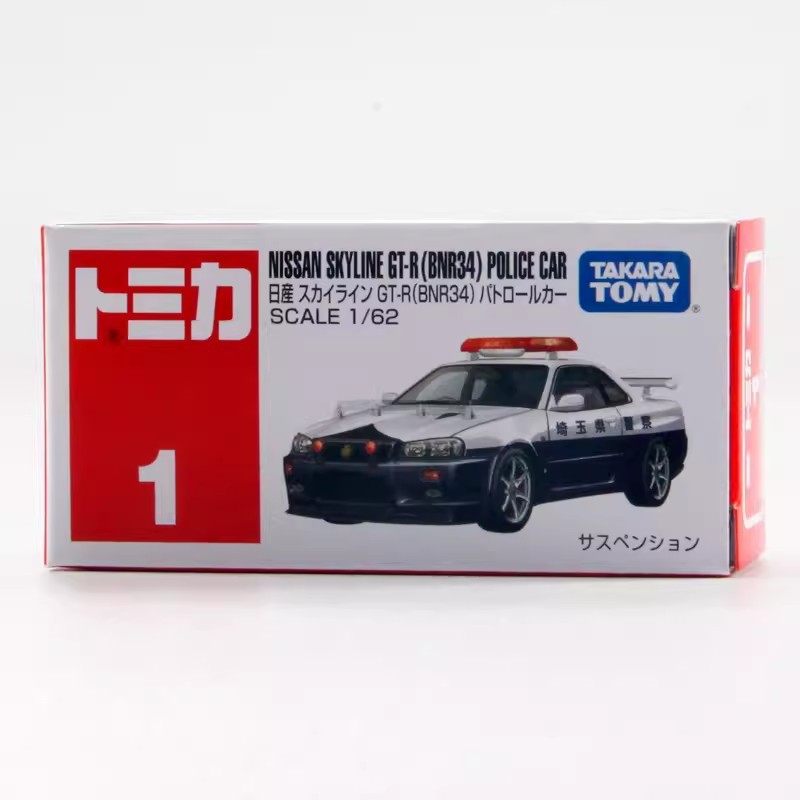 トミカ
1
NISSAN SKYLINE GT-R (BNR34) POLICE CAR
日産 スカイライン GT-R(BNR34) パトロールカー
SCALE 1/62
TAKARA
TOMY
®
埼玉県警察
サスペンション